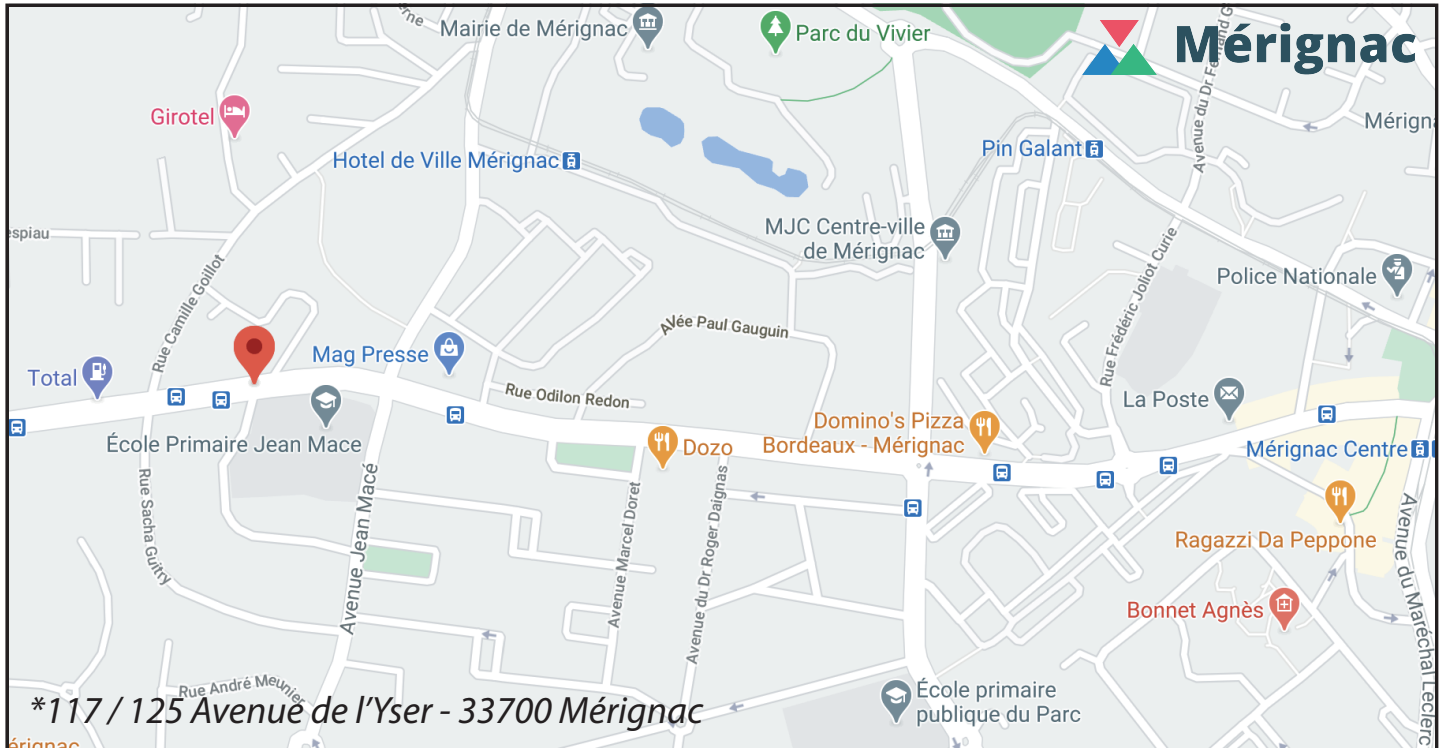 erne
Mairie de Mérignac
Parc du Vivier
Mérignac
Avenue du Dr. Fernand G
Girotel
Mérigna
Hotel de Ville Mérignac
Pin Galant
espiau
MJC Centre-ville
de Mérignac
Police Nationale
Rue Camille Goillot
Rue Frédéric Joliot Curie
Allée Paul Gauguin
Mag Presse
Total
Rue Odilon Redon
La Poste
École Primaire Jean Mace
Dozo
Domino's Pizza
Bordeaux - Mérignac
Mérignac Centre
Rue Sacha Guitry
Avenue Jean Macé
Avenue Marcel Doret
Avenue du Dr Roger Daignas
Ragazzi Da Peppone
Avenue du Maréchal Leclerc
Bonnet Agnès
Rue André Meunier
*117 / 125 Avenue de l’Yser - 33700 Mérignac
École primaire
publique du Parc
érignac